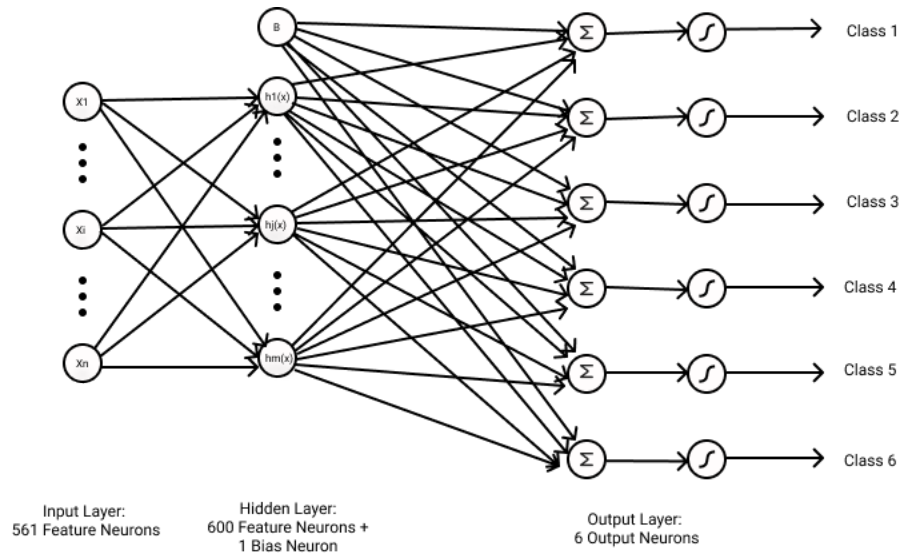 B
X1
h1(x)
Xi
hj(x)
Xn
hm(x)
Σ
∫
Class 1
Σ
∫
Class 2
Σ
∫
Class 3
Σ
∫
Class 4
Σ
∫
Class 5
Σ
∫
Class 6
Input Layer:
561 Feature Neurons
Hidden Layer:
600 Feature Neurons +
1 Bias Neuron
Output Layer:
6 Output Neurons